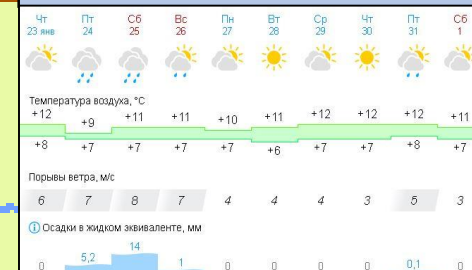 Чт Пт Сб Вс Пн Вт Ср Чт Пт Сб
23 янв 24 25 26 27 28 29 30 31 1
Температура воздуха, °C
+12 +9 +11 +11 +10 +11 +12 +12 +12 +11
+8 +7 +7 +7 +7 +6 +7 +7 +8 +7
Порывы ветра, м/с
6 7 8 7 4 4 4 3 5 3
Осадки в жидком эквиваленте, мм
0 5,2 14 1 0 0 0 0 0,1 0